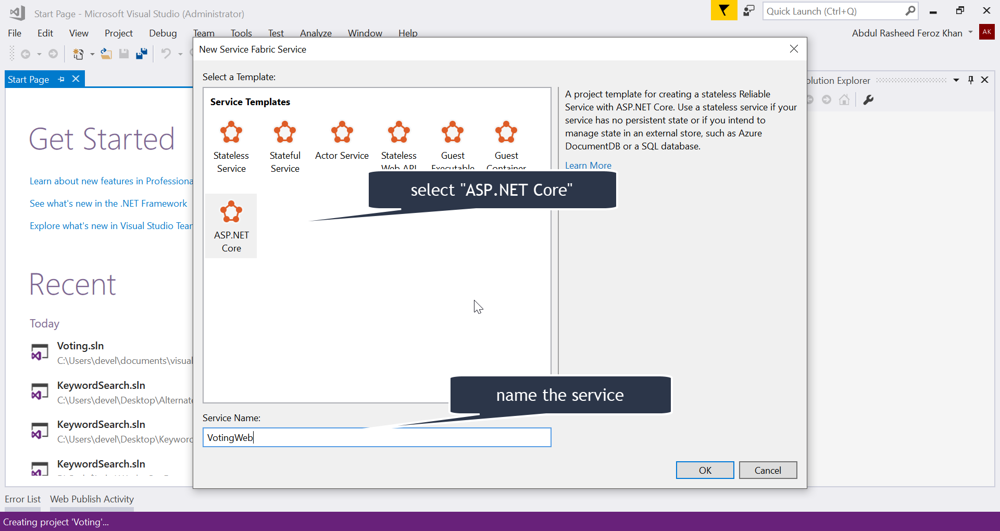 Start Page - Microsoft Visual Studio (Administrator)
Quick Launch (Ctrl+Q)
File Edit View Project Debug Team Tools Test Analyze Window Help
Abdul Rasheed Feroz Khan
AK
New Service Fabric Service
Start Page
Select a Template:
olution Explorer
Service Templates
Stateless
Service
Stateful
Service
Actor Service
Stateless
Web API
Guest
Executable
Guest
Container
ASP.NET
Core
A project template for creating a stateless Reliable
Service with ASP.NET Core. Use a stateless service if your
service has no persistent state or if you intend to
manage state in an external store, such as Azure
DocumentDB or a SQL database.
Learn More
select "ASP.NET Core"
Get Started
Learn about new features in Professiona
See what's new in the .NET Framework
Explore what's new in Visual Studio Tear
Recent
Today
Voting.sln
C:\Users\devel\documents\visual
KeywordSearch.sln
C:\Users\devel\Desktop\Alternate
KeywordSearch.sln
C:\Users\devel\Desktop\Keyword
KeywordSearch.sln
name the service
Service Name:
VotingWeb
OK
Cancel
Error List Web Publish Activity
Creating project 'Voting'...